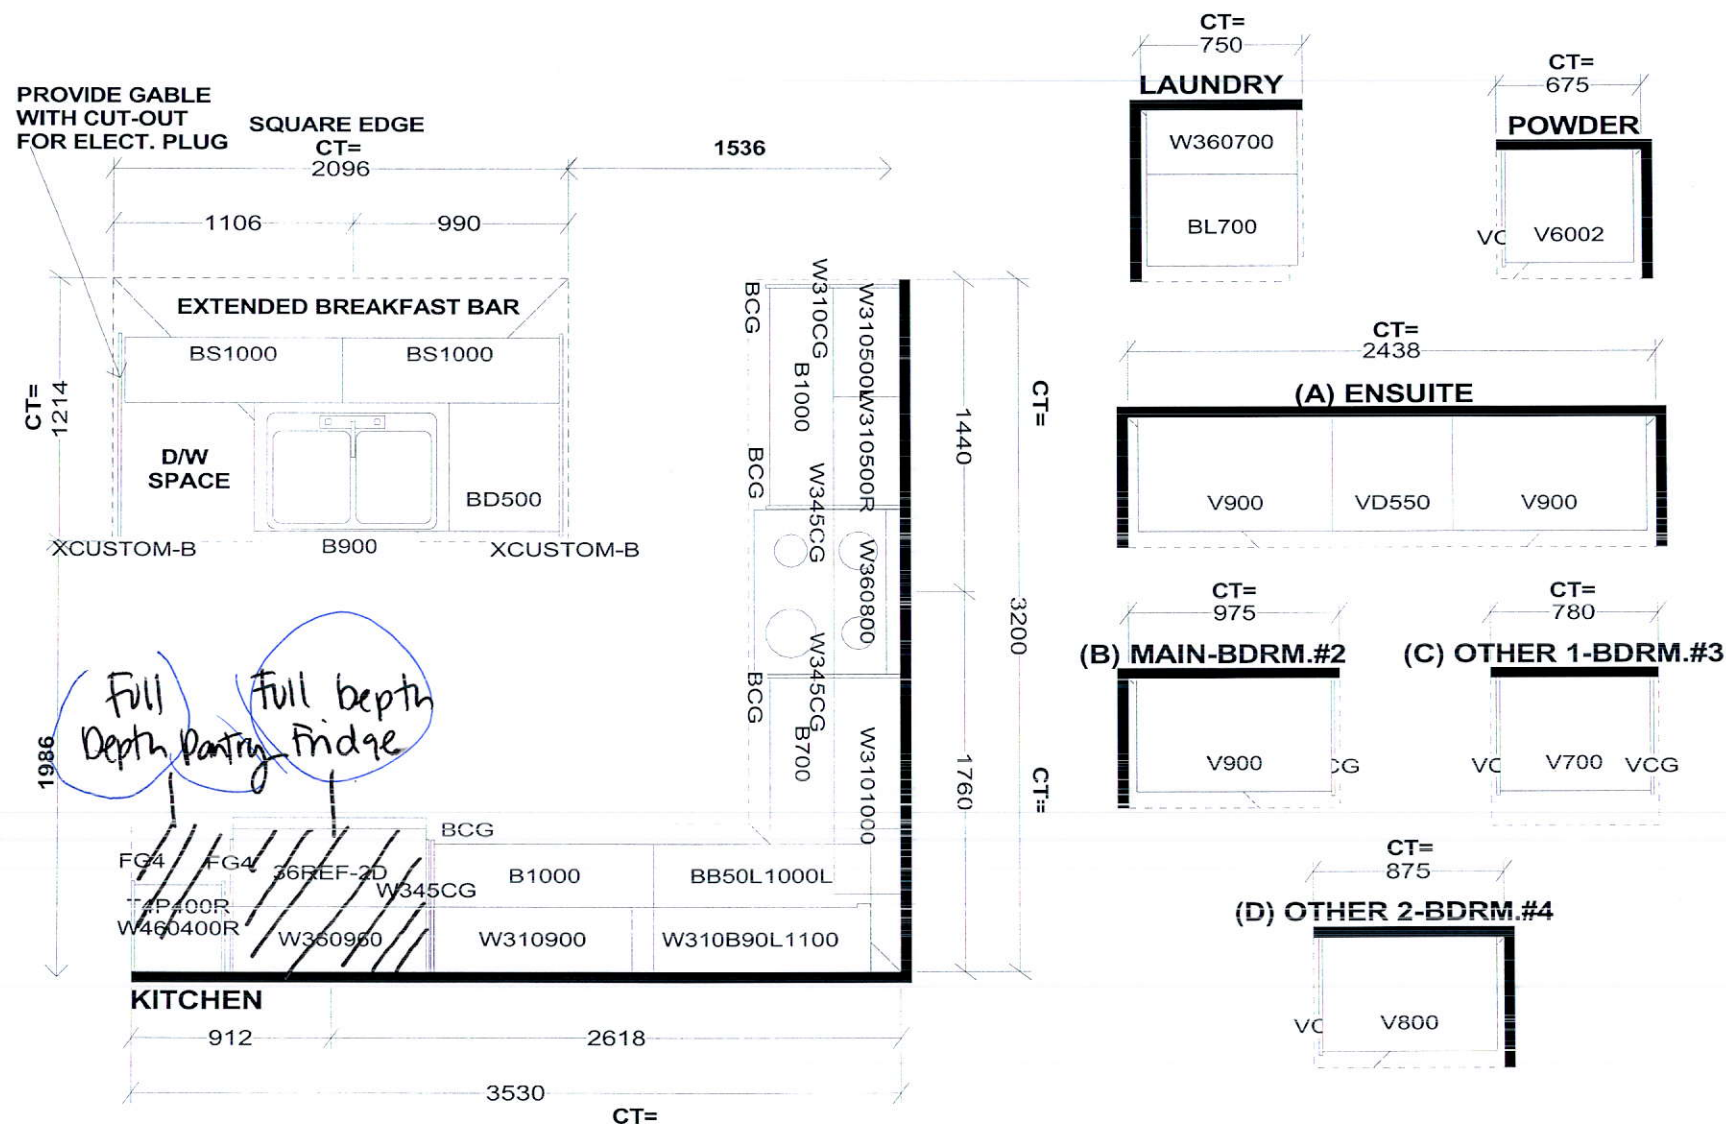 PROVIDE GABLE
WITH CUT-OUT
FOR ELECT. PLUG
SQUARE EDGE
CT=
2096
1536
1106
990
EXTENDED BREAKFAST BAR
BS1000
BS1000
CT=
1214
D/W
SPACE
BD500
XCUSTOM-B
B900
XCUSTOM-B
1986
Full
Depth Pantry
Full Depth
Fridge
BCG
W310CG
W310500L
B1000
W310500R
BCG
W345CG
W360800
BCG
W345CG
B700
W3101000
1440
CT=
3200
1760
CT=
FG4
FG4
36REF-2D
BCG
W345CG
T4P400R
W460400R
W360960
B1000
BB50L1000L
W310900
W310B90L1100
KITCHEN
912
2618
3530
CT=
CT=
750
LAUNDRY
W360700
BL700
CT=
675
POWDER
VC
V6002
CT=
2438
(A) ENSUITE
V900
VD550
V900
CT=
975
(B) MAIN-BDRM.#2
V900
CG
CT=
780
(C) OTHER 1-BDRM.#3
VC
V700
VCG
CT=
875
(D) OTHER 2-BDRM.#4
VC
V800